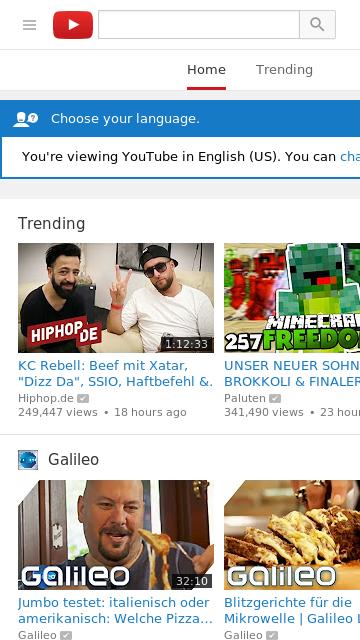 Home Trending
Choose your language.
You're viewing YouTube in English (US). You can cha
Trending
HIPHOP.DE
1:12:33
MINECRAFT
257 FREEDO
KC Rebell: Beef mit Xatar,
"Dizz Da", SSIO, Haftbefehl &.
Hiphop.de
249,447 views • 18 hours ago
UNSER NEUER SOHN
BROKKOLI & FINALER
Paluten
341,490 views • 23 hour
Galileo
Galileo
32:10
Galileo
Jumbo testet: italienisch oder
amerikanisch: Welche Pizza...
Galileo
Blitzgerichte für die
Mikrowelle | Galileo L
Galileo